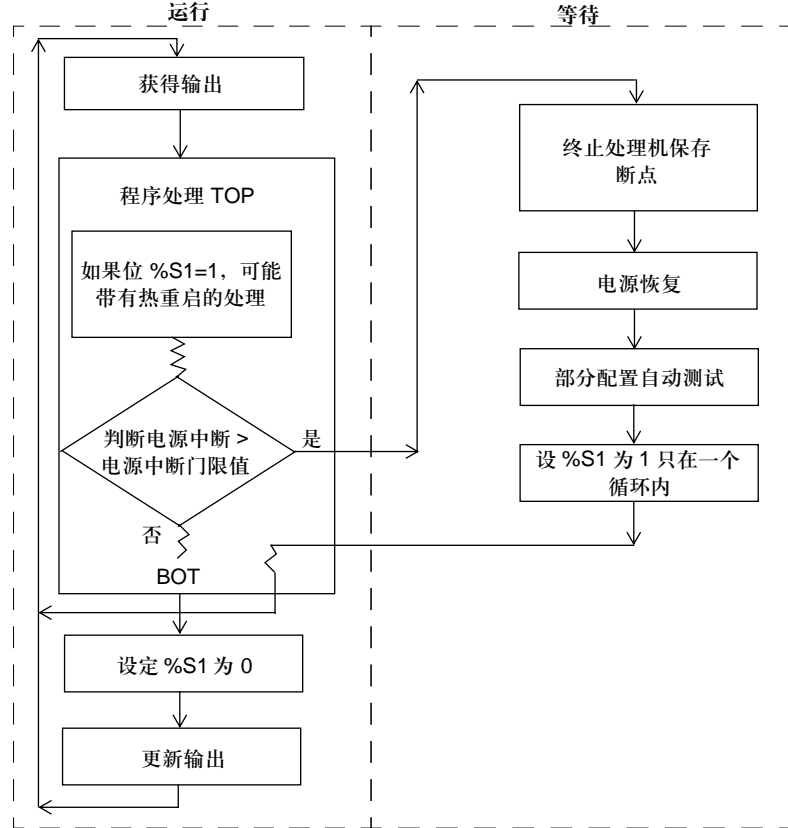 运行
等待
获得输出
程序处理 TOP
如果位 %S1=1，可能
带有热重启的处理
判断电源中断 >
电源中断门限值
是
否
BOT
设定 %S1 为 0
更新输出
终止处理机保存
断点
电源恢复
部分配置自动测试
设 %S1 为 1 只在一个
循环内